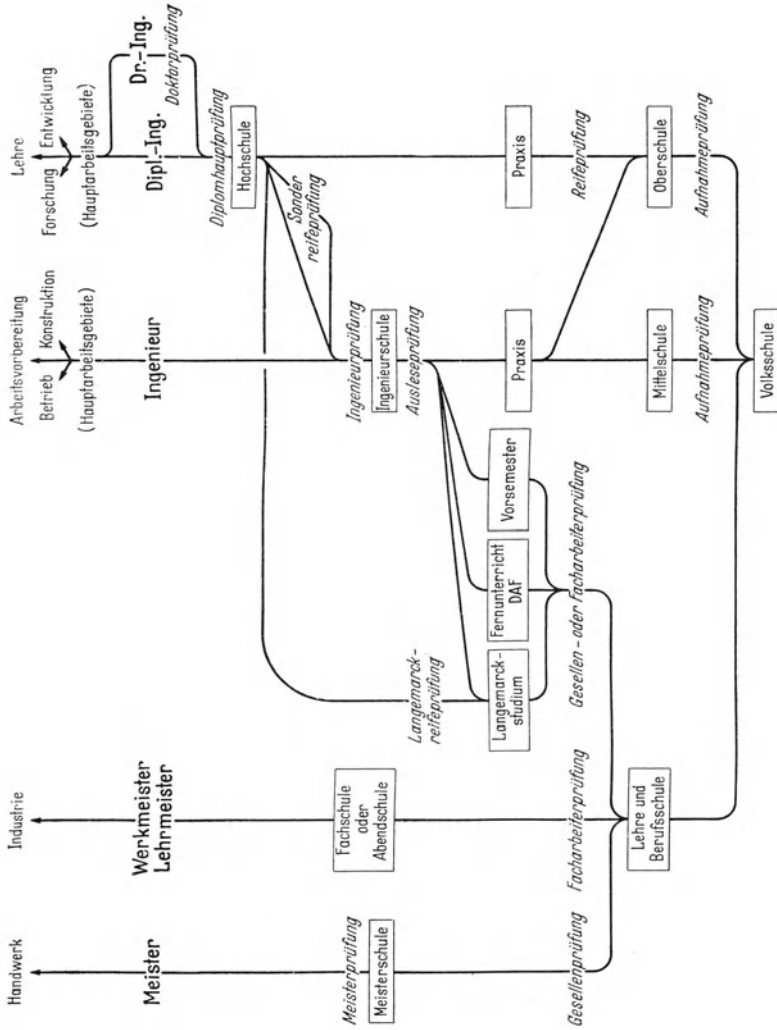 Handwerk
Industrie
Arbeitsvorbereitung
Betrieb Konstruktion
(Hauptarbeitsgebiete)
Lehre
Forschung Entwicklung
(Hauptarbeitsgebiete)
Meister
Werkmeister
Lehrmeister
Ingenieur
Dipl.-Ing.
Dr.-Ing.
Doktorprüfung
Diplomhauptprüfung
Hochschule
Sonder
reifeprüfung
Meisterprüfung
Meisterschule
Fachschule
oder
Abendschule
Langemarck-
reifeprüfung
Ingenieurprüfung
Ingenieurschule
Ausleseprüfung
Langemarck-
studium
Fernunterricht
DAF
Vorsemester
Praxis
Praxis
Gesellenprüfung
Facharbeiterprüfung
Gesellen- oder Facharbeiterprüfung
Reifeprüfung
Lehre und
Berufsschule
Mittelschule
Oberschule
Aufnahmeprüfung
Aufnahmeprüfung
Volksschule